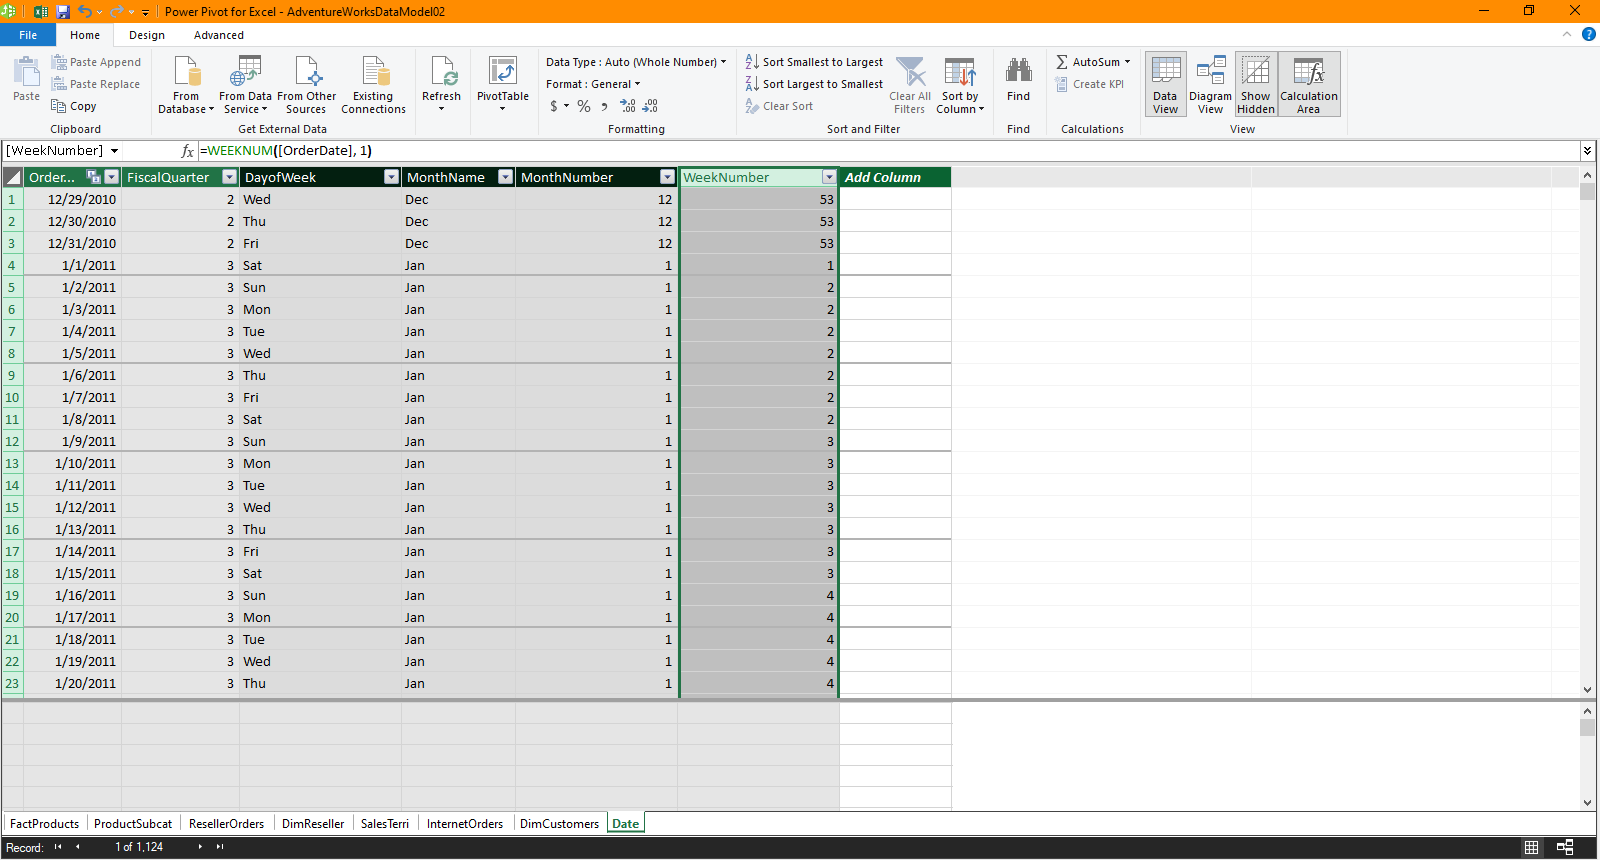 Power Pivot for Excel - AdventureWorksDataModel02
File Home Design Advanced
Paste
Paste Append
Paste Replace
Copy
Clipboard
From Database
From Data Service
From Other Sources
Existing Connections
Get External Data
Refresh
PivotTable
Data Type : Auto (Whole Number)
Format : General
$ % ,
.00 .0
.00
Formatting
Sort Smallest to Largest
Sort Largest to Smallest
Clear Sort
Clear All Filters
Sort by Column
Sort and Filter
Find
Find
AutoSum
Create KPI
Calculations
Data View
Diagram View
Show Hidden
Calculation Area
View
[WeekNumber] fx =WEEKNUM([OrderDate], 1)
Order... FiscalQuarter DayofWeek MonthName MonthNumber WeekNumber Add Column
1 12/29/2010 2 Wed Dec 12 53
2 12/30/2010 2 Thu Dec 12 53
3 12/31/2010 2 Fri Dec 12 53
4 1/1/2011 3 Sat Jan 1 1
5 1/2/2011 3 Sun Jan 1 2
6 1/3/2011 3 Mon Jan 1 2
7 1/4/2011 3 Tue Jan 1 2
8 1/5/2011 3 Wed Jan 1 2
9 1/6/2011 3 Thu Jan 1 2
10 1/7/2011 3 Fri Jan 1 2
11 1/8/2011 3 Sat Jan 1 2
12 1/9/2011 3 Sun Jan 1 3
13 1/10/2011 3 Mon Jan 1 3
14 1/11/2011 3 Tue Jan 1 3
15 1/12/2011 3 Wed Jan 1 3
16 1/13/2011 3 Thu Jan 1 3
17 1/14/2011 3 Fri Jan 1 3
18 1/15/2011 3 Sat Jan 1 3
19 1/16/2011 3 Sun Jan 1 4
20 1/17/2011 3 Mon Jan 1 4
21 1/18/2011 3 Tue Jan 1 4
22 1/19/2011 3 Wed Jan 1 4
23 1/20/2011 3 Thu Jan 1 4
FactProducts ProductSubcat ResellerOrders DimReseller SalesTerri InternetOrders DimCustomers Date
Record: 1 of 1,124